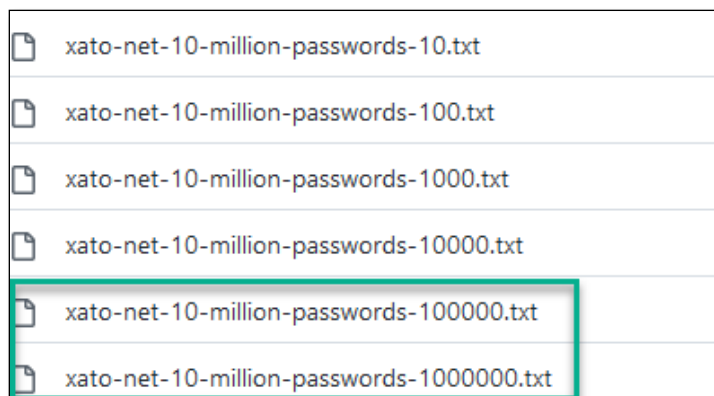 xato-net-10-million-passwords-10.txt
xato-net-10-million-passwords-100.txt
xato-net-10-million-passwords-1000.txt
xato-net-10-million-passwords-10000.txt
xato-net-10-million-passwords-100000.txt
xato-net-10-million-passwords-1000000.txt